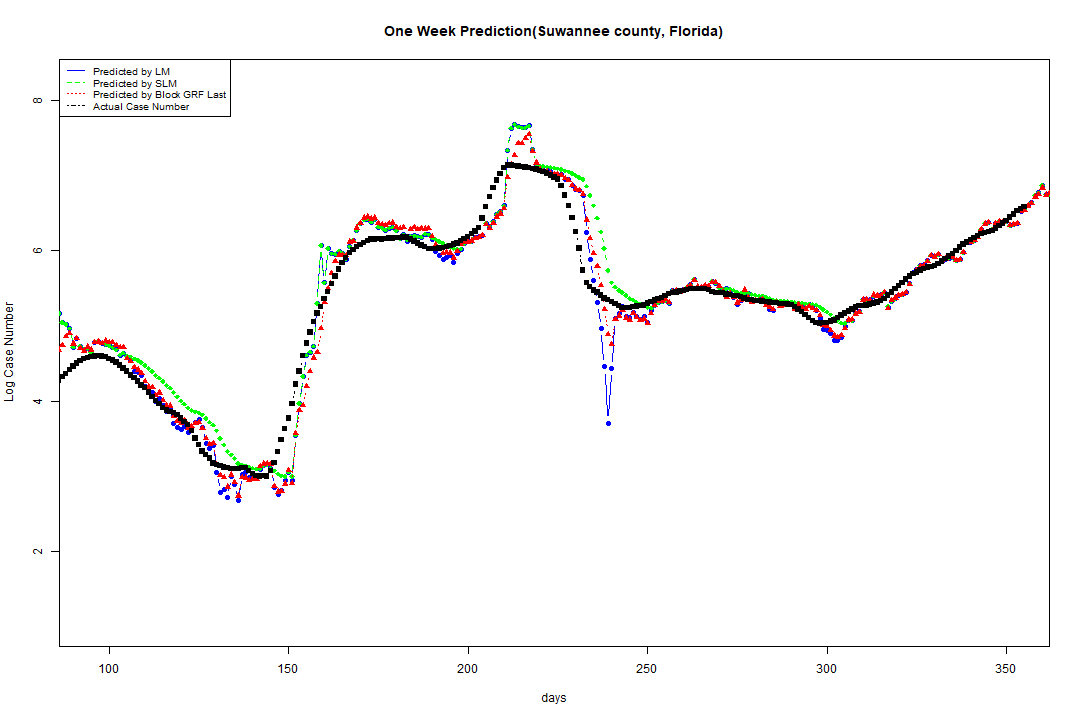 One Week Prediction(Suwannee county, Florida)
Predicted by LM
Predicted by SLM
Predicted by Block GRF Last
Actual Case Number
8
6
4
2
Log Case Number
100 150 200 250 300 350
days